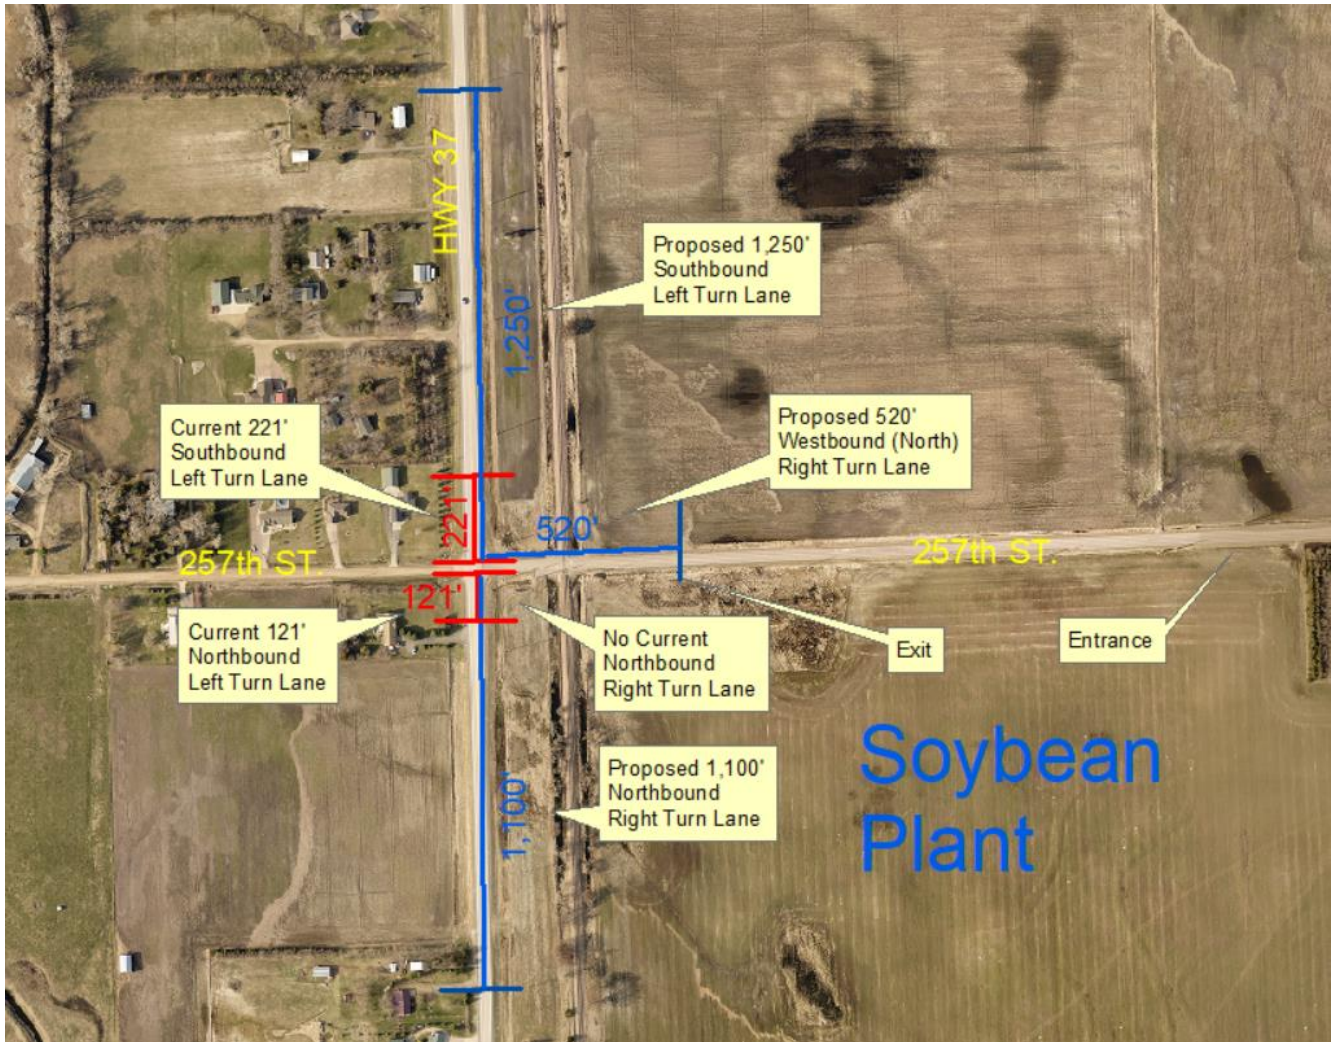 HWY 37
Proposed 1,250'
Southbound
Left Turn Lane
1,250'
Current 221'
Southbound
Left Turn Lane
Proposed 520'
Westbound (North)
Right Turn Lane
221'
520'
257th ST.
257th ST.
121'
Current 121'
Northbound
Left Turn Lane
No Current
Northbound
Right Turn Lane
Exit
Entrance
Soybean
Plant
Proposed 1,100'
Northbound
Right Turn Lane
1,100'